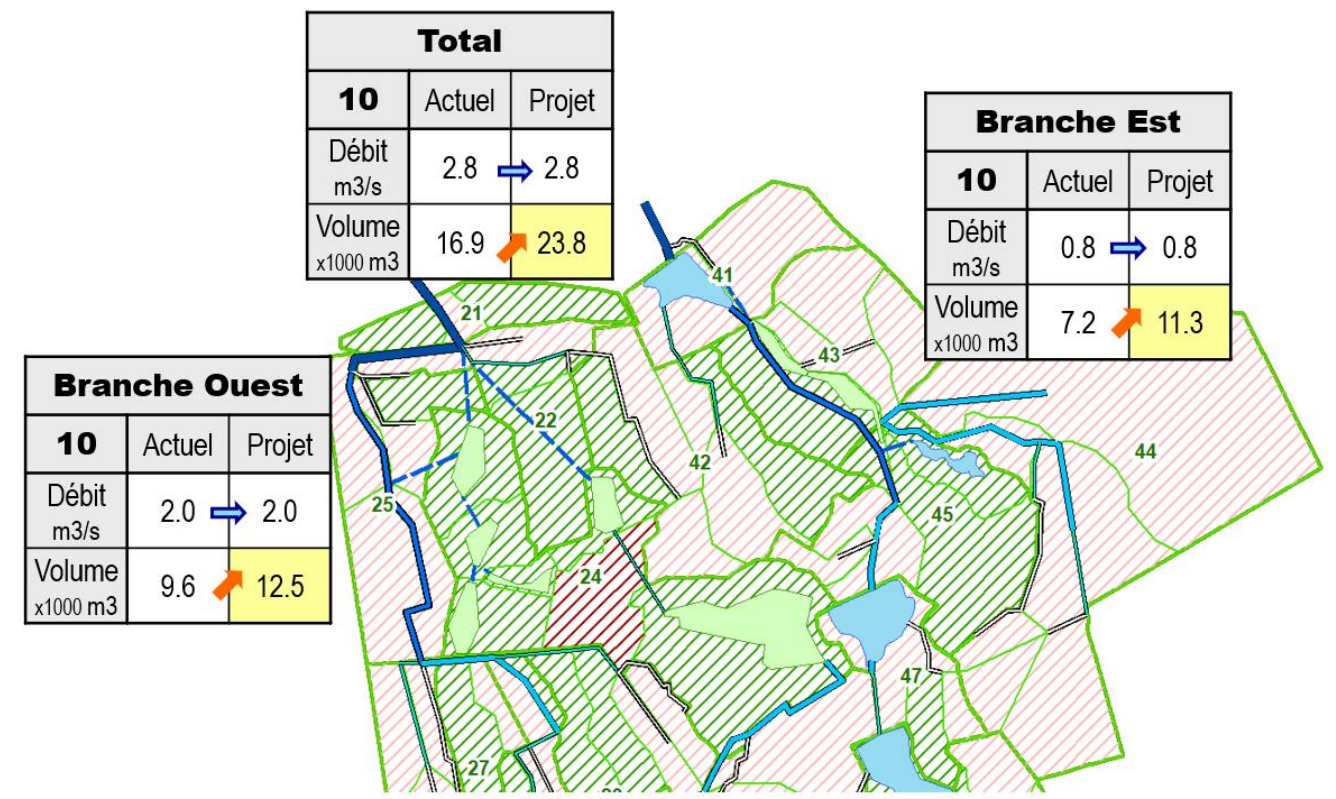 Total
10 Actuel Projet
Débit
m3/s
2.8 2.8
Volume
x1000 m3
16.9 23.8
Branche Est
10 Actuel Projet
Débit
m3/s
0.8 0.8
Volume
x1000 m3
7.2 11.3
Branche Ouest
10 Actuel Projet
Débit
m3/s
2.0 2.0
Volume
x1000 m3
9.6 12.5
41
21
43
22
42
44
25
45
24
47
27